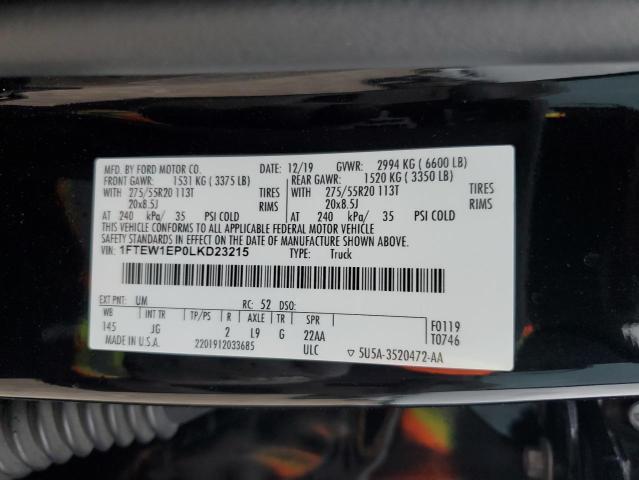 MFD. BY FORD MOTOR CO. DATE: 12/19 GVWR: 2994 KG ( 6600 LB)
FRONT GAWR: 1531 KG ( 3375 LB) REAR GAWR: 1520 KG ( 3350 LB)
WITH 275/55R20 113T TIRES WITH 275/55R20 113T TIRES
20x8.5J RIMS 20x8.5J RIMS
AT 240 kPa/ 35 PSI COLD AT 240 kPa/ 35 PSI COLD
THIS VEHICLE CONFORMS TO ALL APPLICABLE FEDERAL MOTOR VEHICLE
SAFETY STANDARDS IN EFFECT ON THE DATE OF MANUFACTURE SHOWN ABOVE.
VIN: 1FTEW1EP0LKD23215 TYPE: Truck
EXT PNT: UM RC: 52 DSO:
WB INT TR R AXLE TR SPR F0119
145 JG 2 L9 G 22AA T0746
MADE IN U.S.A. 2201912033685 ULC ▽ 5U5A-3520472-AA